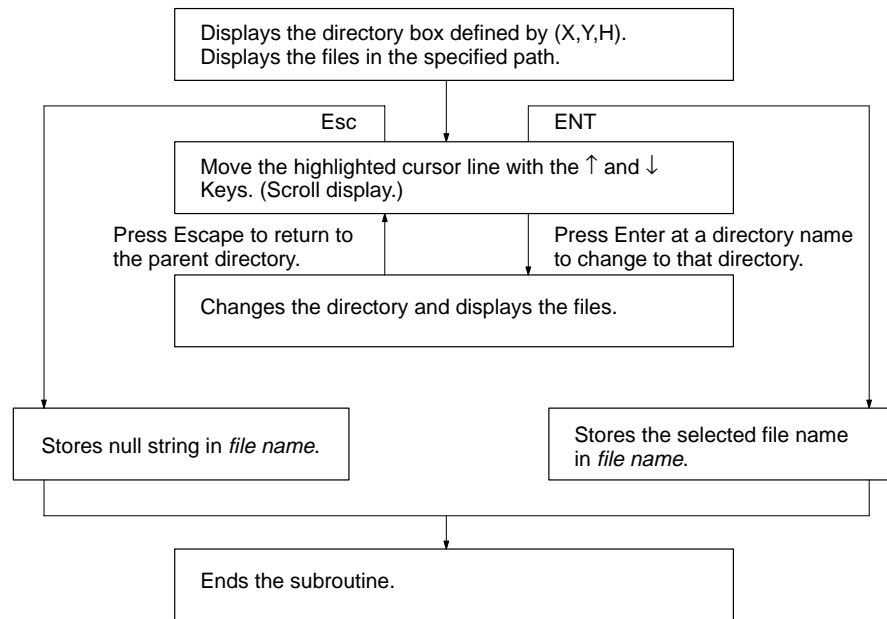 Displays the directory box defined by (X,Y,H).
Displays the files in the specified path.
Esc
ENT
Move the highlighted cursor line with the ↑ and ↓
Keys. (Scroll display.)
Press Escape to return to
the parent directory.
Press Enter at a directory name
to change to that directory.
Changes the directory and displays the files.
Stores null string in file name.
Stores the selected file name
in file name.
Ends the subroutine.